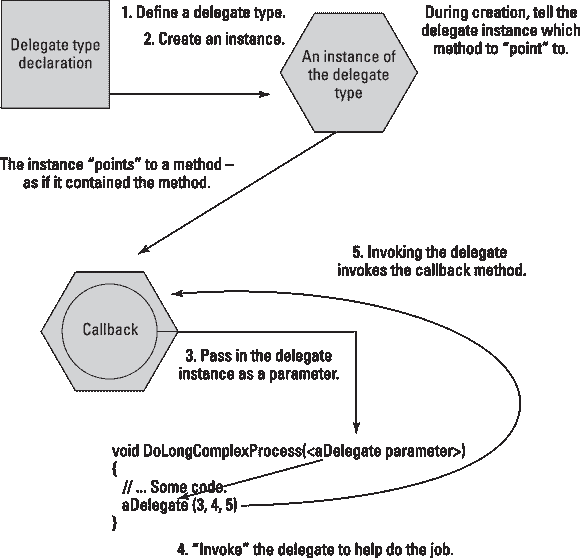 1. Define a delegate type.
2. Create an instance.
Delegate type
declaration
An instance of
the delegate
type
During creation, tell the
delegate instance which
method to “point” to.
The instance “points” to a method –
as if it contained the method.
5. Invoking the delegate
invokes the callback method.
Callback
3. Pass in the delegate
instance as a parameter.
void DoLongComplexProcess(<aDelegate parameter>)
{
// ... Some code.
aDelegate (3, 4, 5)
}
4. “Invoke” the delegate to help do the job.